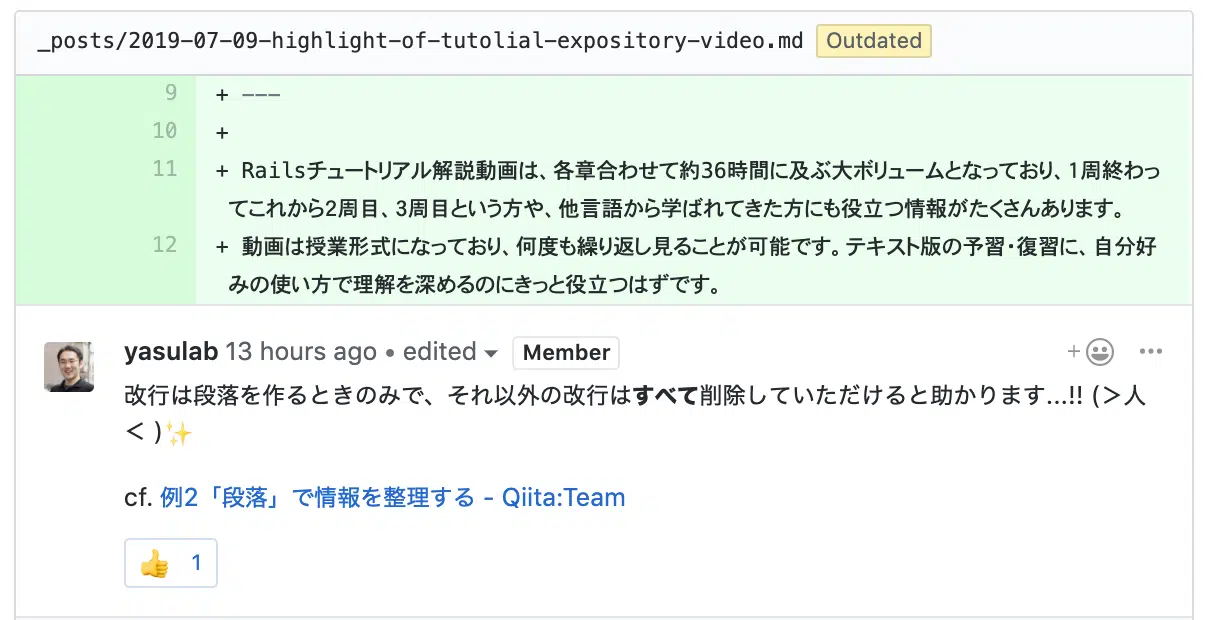 _posts/2019-07-09-highlight-of-tutolial-expository-video.md Outdated
9 + ---
10 +
11 + Railsチュートリアル解説動画は、各章合わせて約36時間に及ぶ大ボリュームとなっており、1周終わっ
てこれから2周目、3周目という方や、他言語から学ばれてきた方にも役立つ情報がたくさんあります。
12 + 動画は授業形式になっており、何度も繰り返し見ることが可能です。テキスト版の予習・復習に、自分好
みの使い方で理解を深めるのにきっと役立つはずです。
yasulab 13 hours ago • edited Member
改行は段落を作るときのみで、それ以外の改行はすべて削除していただけると助かります...!! (＞人
＜ )✨
cf. 例2「段落」で情報を整理する - Qiita:Team
👍 1